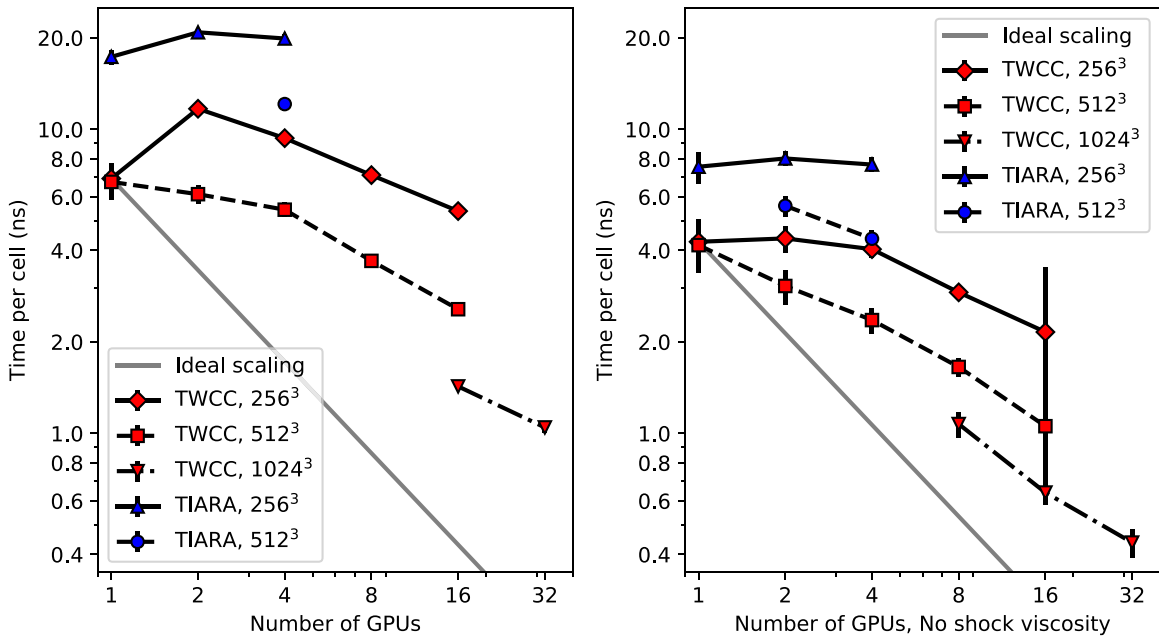 20.0
10.0
8.0
6.0
4.0
2.0
1.0
0.8
0.6
0.4
Time per cell (ns)
Ideal scaling
TWCC, 256³
TWCC, 512³
TWCC, 1024³
TIARA, 256³
TIARA, 512³
1 2 4 8 16 32
Number of GPUs
20.0
10.0
8.0
6.0
4.0
2.0
1.0
0.8
0.6
0.4
Time per cell (ns)
Ideal scaling
TWCC, 256³
TWCC, 512³
TWCC, 1024³
TIARA, 256³
TIARA, 512³
1 2 4 8 16 32
Number of GPUs, No shock viscosity